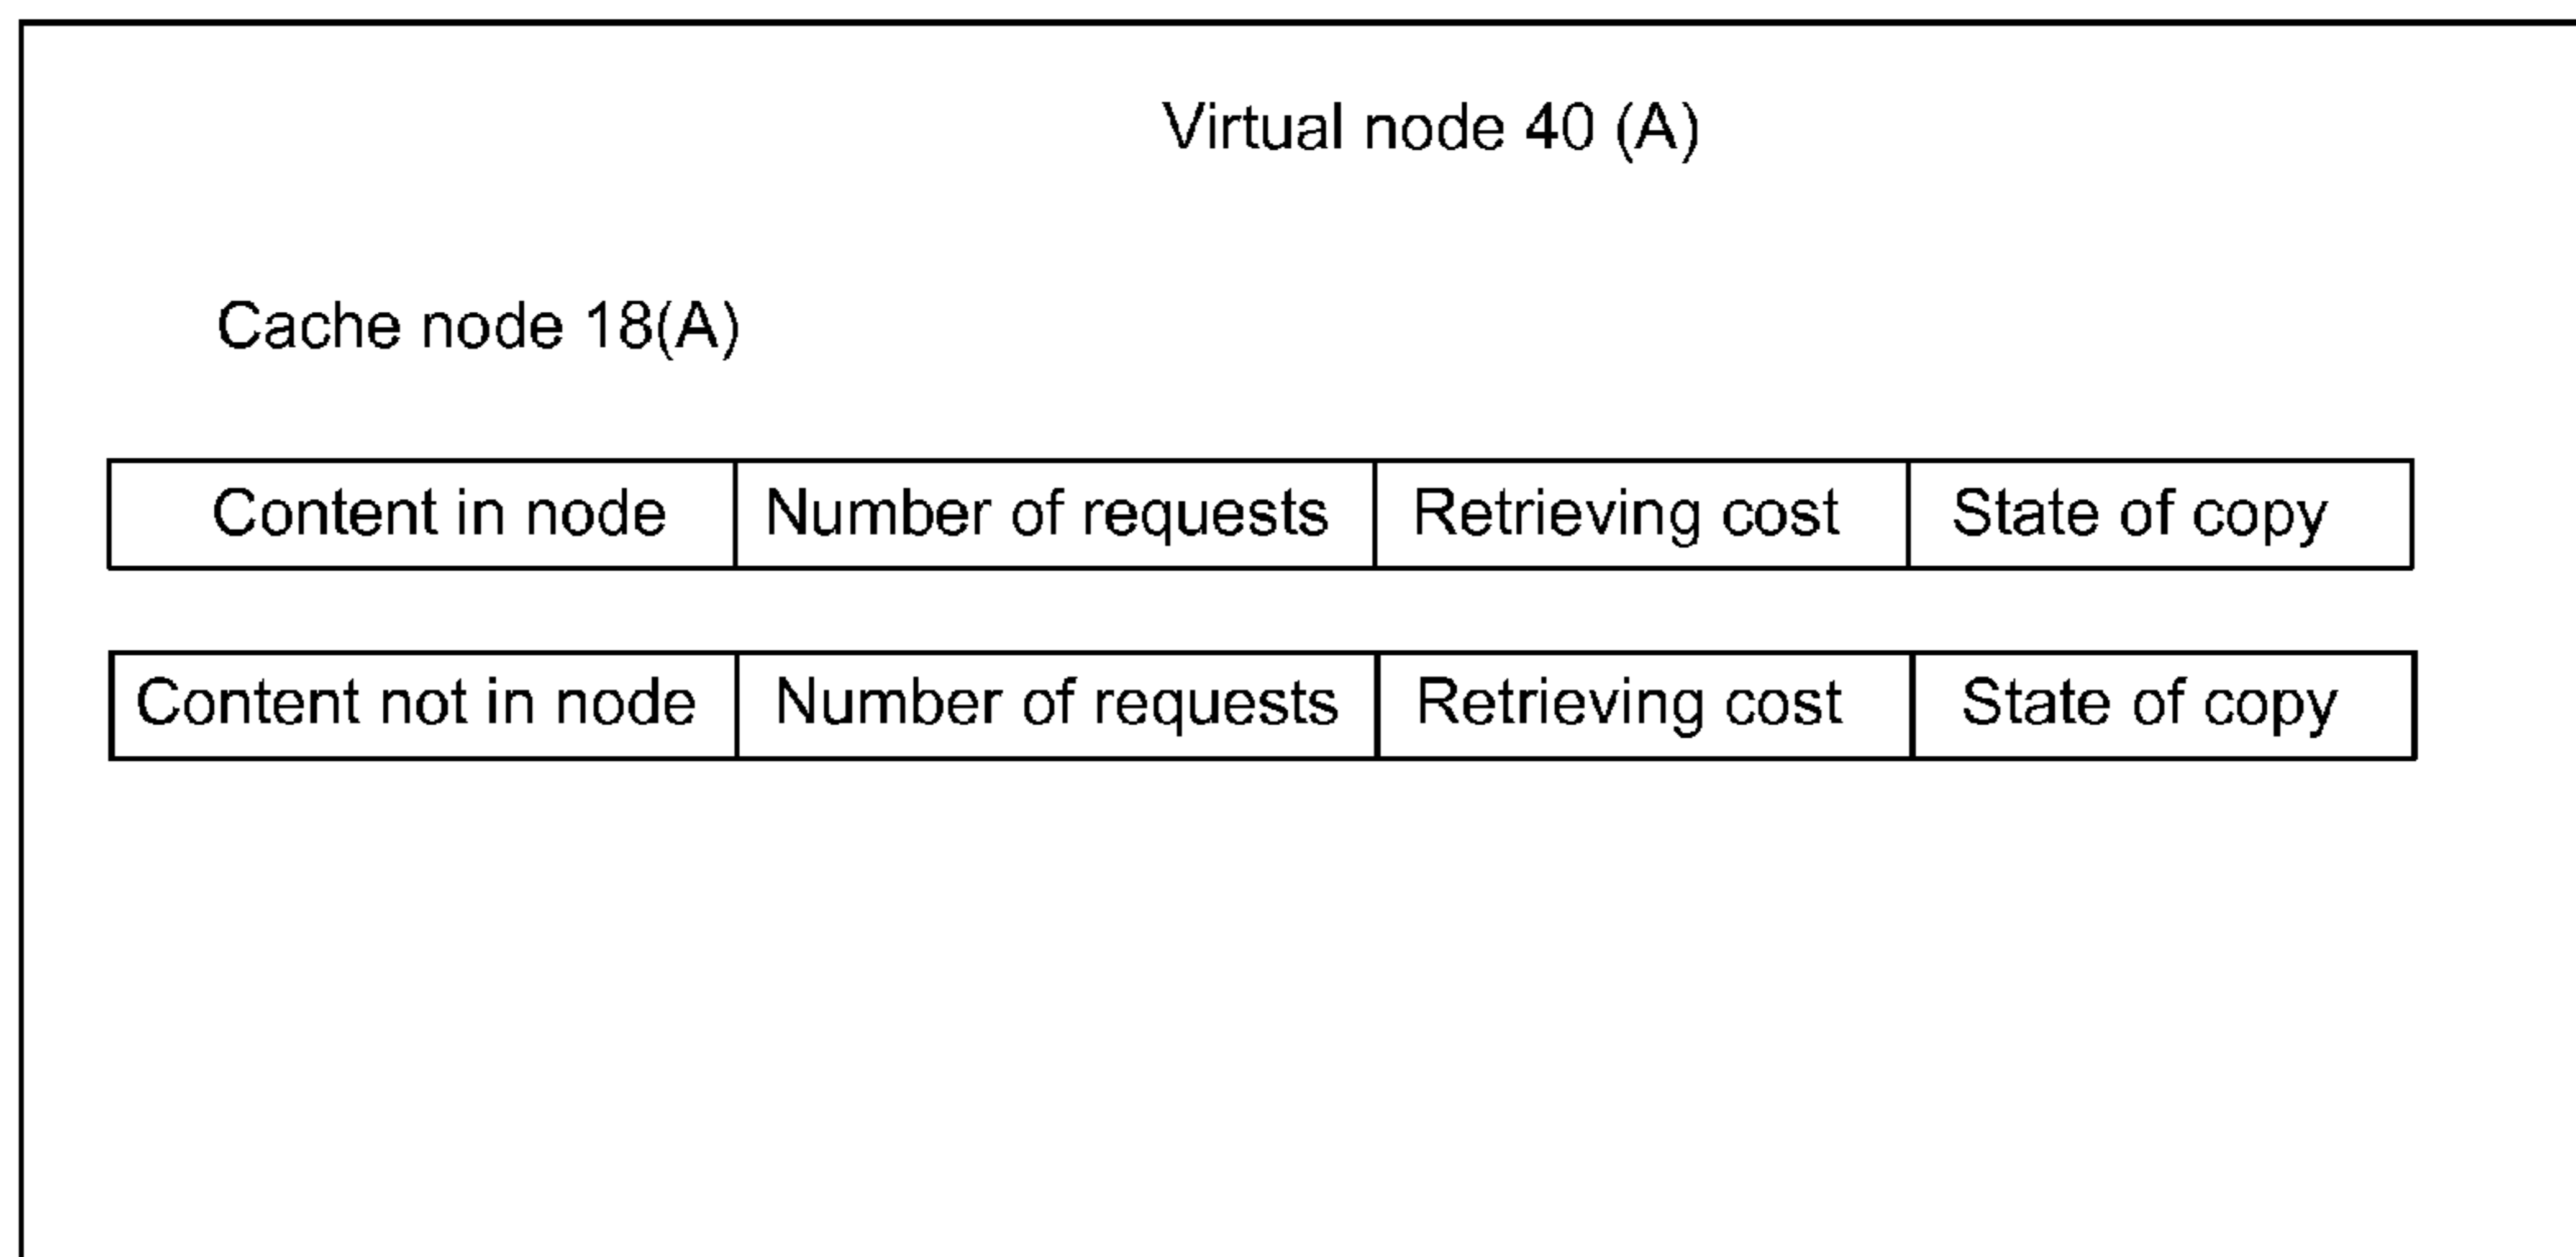 Virtual node 40 (A)
Cache node 18(A)
Content in node Number of requests Retrieving cost State of copy
Content not in node Number of requests Retrieving cost State of copy